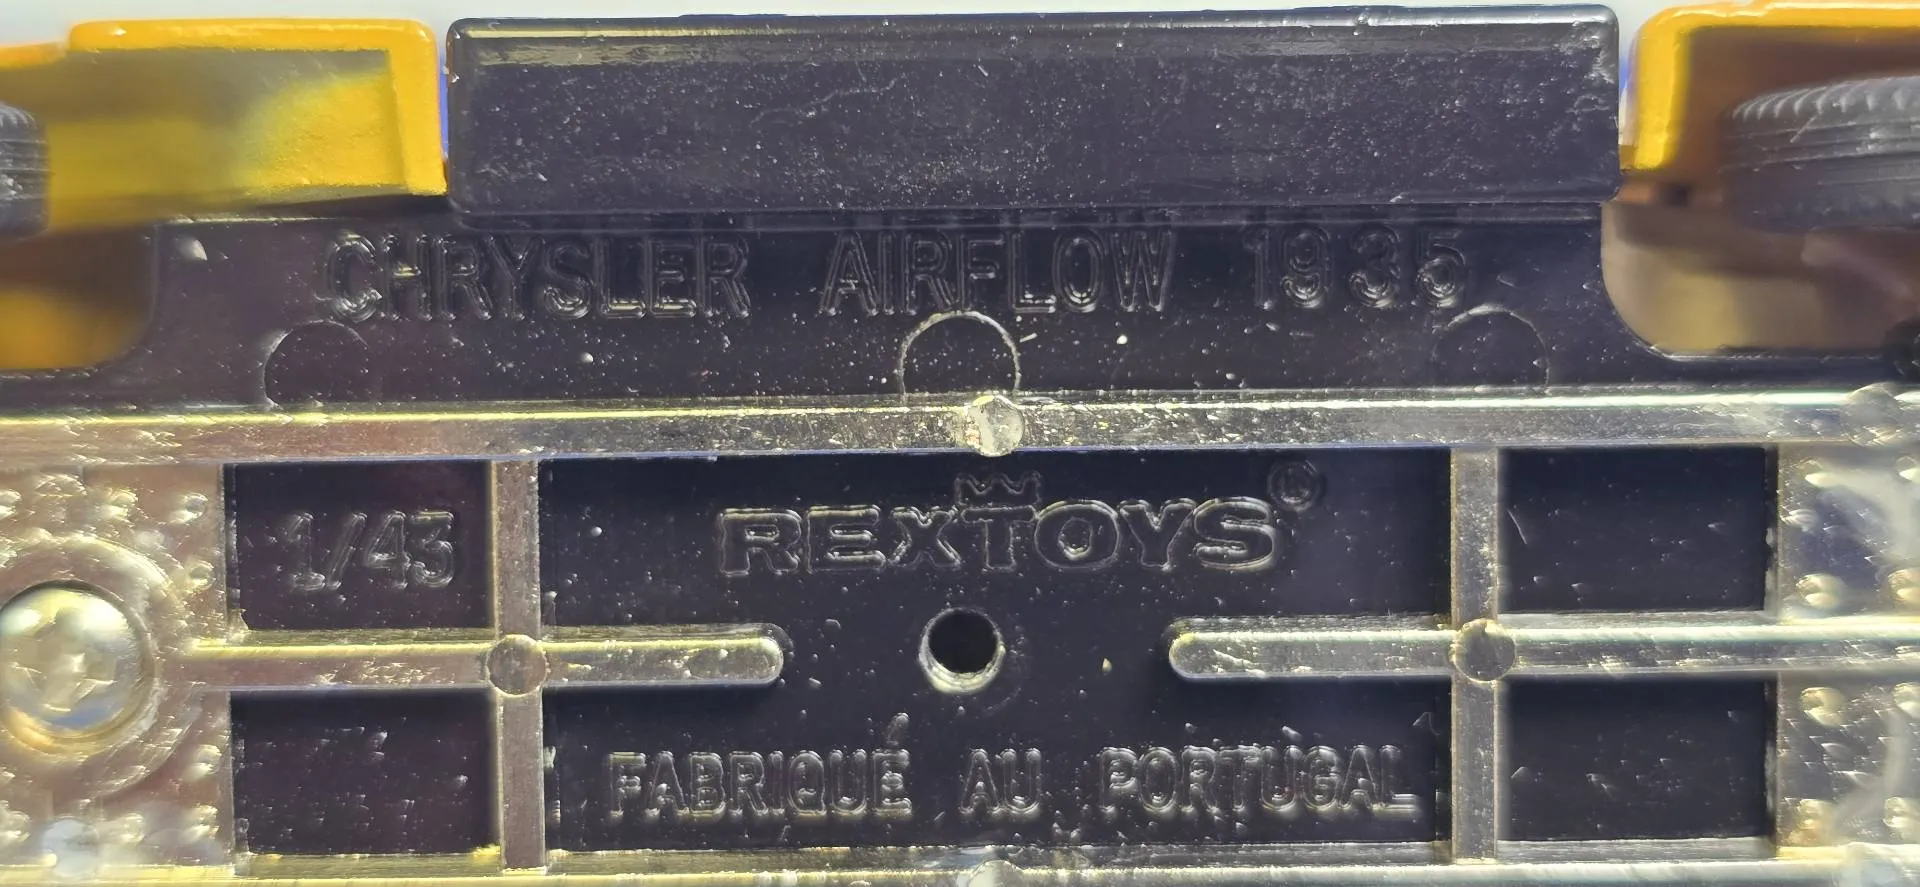 CHRYSLER AIRFLOW 1935
1/43
REXTOYS ©
FABRIQUÉ AU PORTUGAL